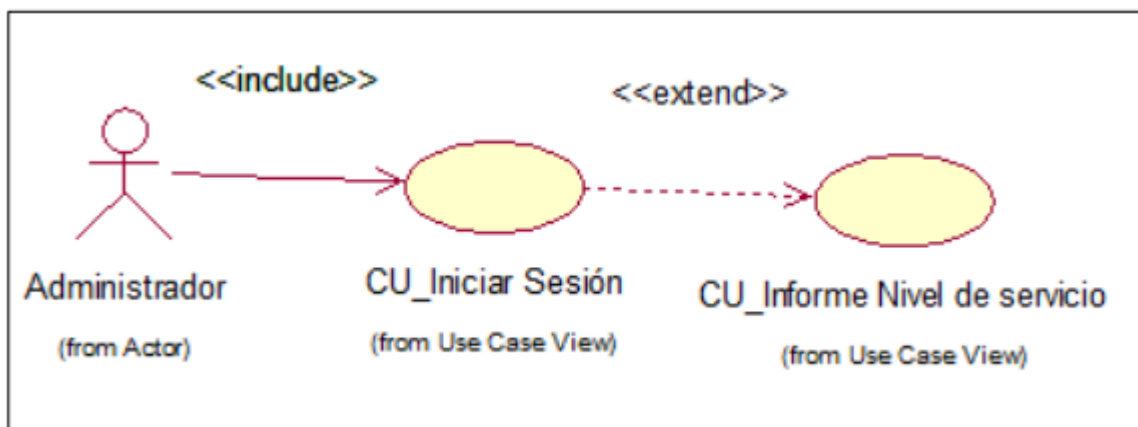 <<include>>
<<extend>>
Administrador
(from Actor)
CU_Iniciar Sesión
(from Use Case View)
CU_Informe Nivel de servicio
(from Use Case View)